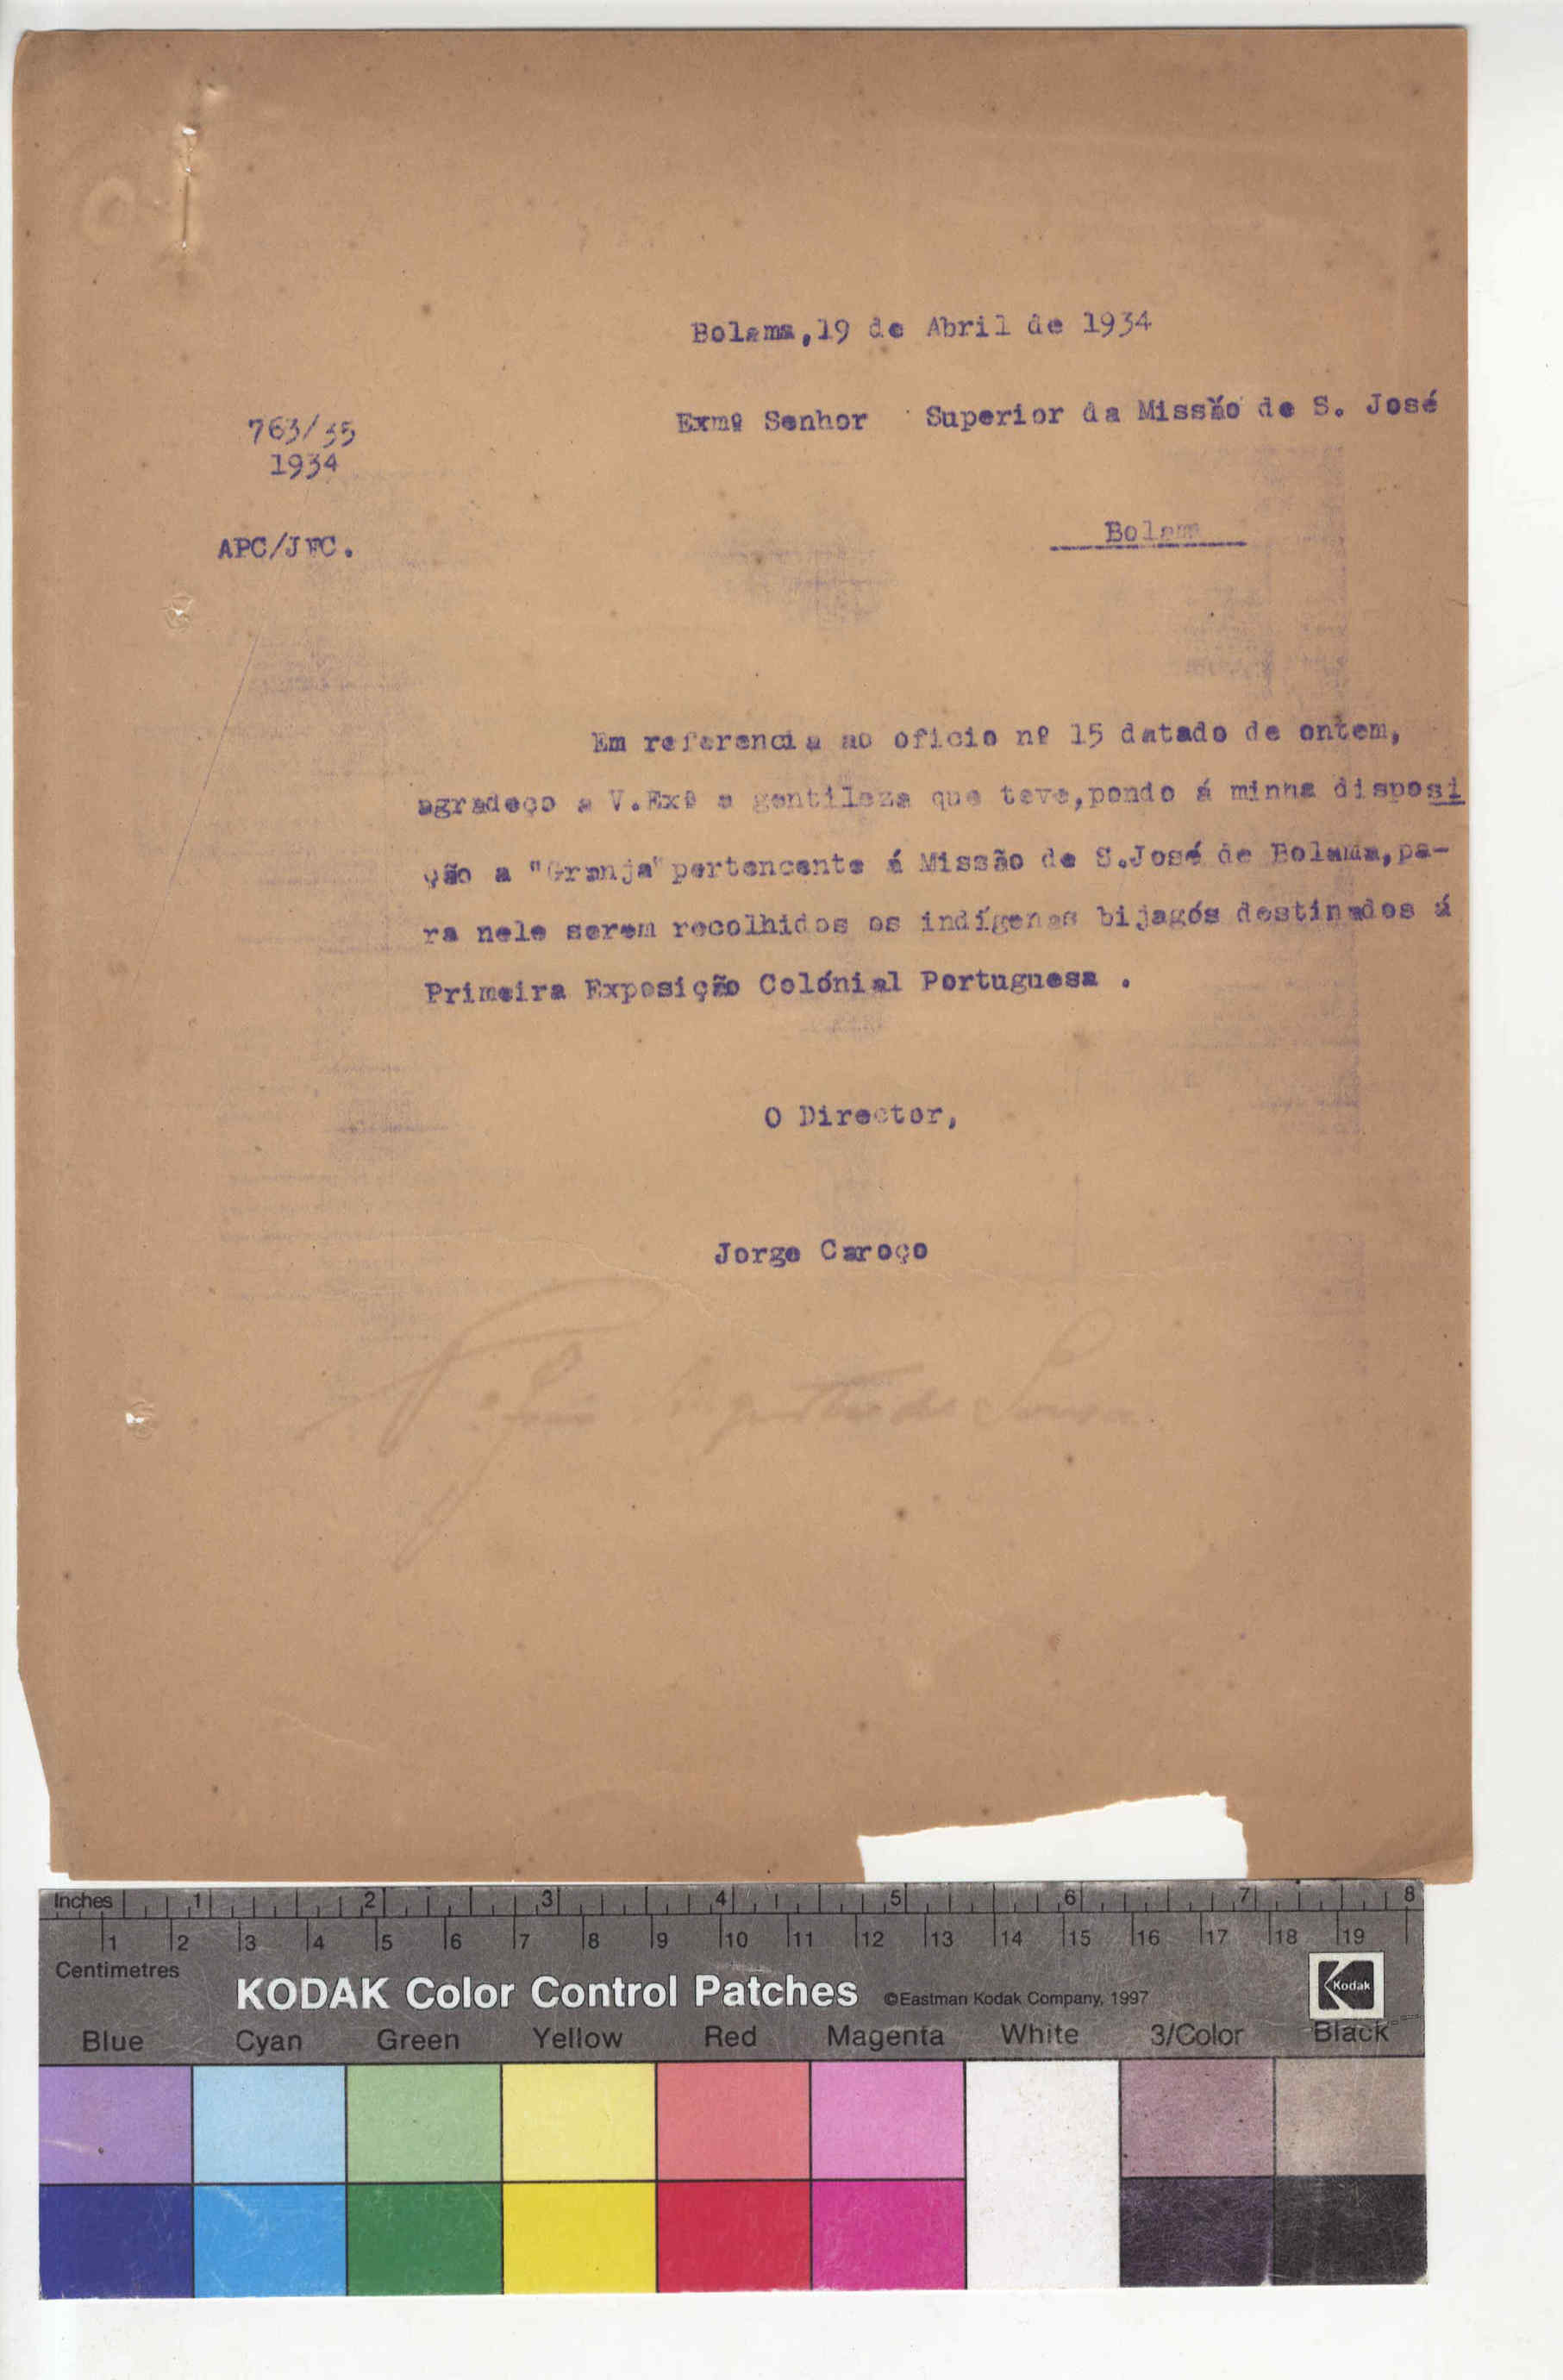 Bolama,19 de Abril de 1934
763/35
1934
Exmº Senhor Superior da Missão de S. José
APC/JFC.
Bolama
Em referencia ao oficio nº 15 datado de ontem,
agradeço a V.Exª a gentileza que teve,pondo á minha disposi
ção a "Granja" pertencente á Missão de S.José de Bolama,pa-
ra nele serem recolhidos os indígenas bijagós destinados á
Primeira Exposição Colónial Portuguesa .
O Director,
Jorge Caroço
de Sousa
Inches 1 2 3 4 5 6 7 8
1 2 3 4 5 6 7 8 9 10 11 12 13 14 15 16 17 18 19
Centimetres
KODAK Color Control Patches ©Eastman Kodak Company, 1997 Kodak
Blue Cyan Green Yellow Red Magenta White 3/Color Black